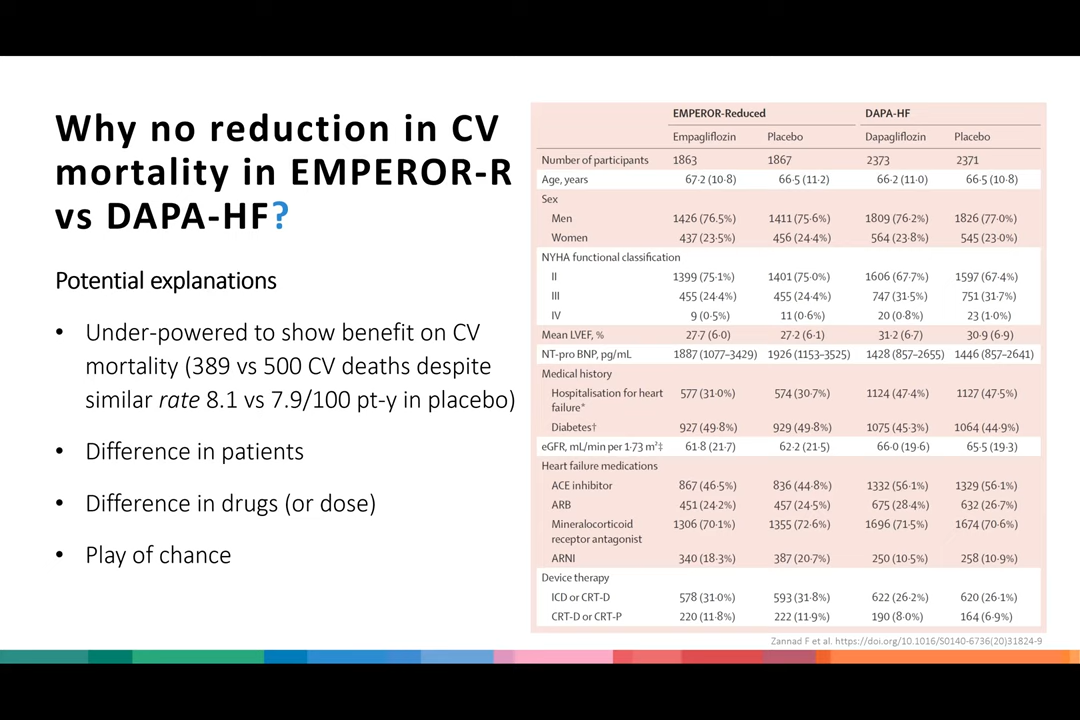 Why no reduction in CV
mortality in EMPEROR-R
vs DAPA-HF?
Potential explanations
• Under-powered to show benefit on CV
mortality (389 vs 500 CV deaths despite
similar rate 8.1 vs 7.9/100 pt-y in placebo)
• Difference in patients
• Difference in drugs (or dose)
• Play of chance
EMPEROR-Reduced DAPA-HF
Empagliflozin Placebo Dapagliflozin Placebo
Number of participants 1863 1867 2373 2371
Age, years 67·2 (10·8) 66·5 (11·2) 66·2 (11·0) 66·5 (10·8)
Sex
Men 1426 (76·5%) 1411 (75·6%) 1809 (76·2%) 1826 (77·0%)
Women 437 (23·5%) 456 (24·4%) 564 (23·8%) 545 (23·0%)
NYHA functional classification
II 1399 (75·1%) 1401 (75·0%) 1606 (67·7%) 1597 (67·4%)
III 455 (24·4%) 455 (24·4%) 747 (31·5%) 751 (31·7%)
IV 9 (0·5%) 11 (0·6%) 20 (0·8%) 23 (1·0%)
Mean LVEF, % 27·7 (6·0) 27·2 (6·1) 31·2 (6·7) 30·9 (6·9)
NT-pro BNP, pg/mL 1887 (1077–3429) 1926 (1153–3525) 1428 (857–2655) 1446 (857–2641)
Medical history
Hospitalisation for heart 577 (31·0%) 574 (30·7%) 1124 (47·4%) 1127 (47·5%)
failure*
Diabetes† 927 (49·8%) 929 (49·8%) 1075 (45·3%) 1064 (44·9%)
eGFR, mL/min per 1·73 m²‡ 61·8 (21·7) 62·2 (21·5) 66·0 (19·6) 65·5 (19·3)
Heart failure medications
ACE inhibitor 867 (46·5%) 836 (44·8%) 1332 (56·1%) 1329 (56·1%)
ARB 451 (24·2%) 457 (24·5%) 675 (28·4%) 632 (26·7%)
Mineralocorticoid 1306 (70·1%) 1355 (72·6%) 1696 (71·5%) 1674 (70·6%)
receptor antagonist
ARNI 340 (18·3%) 387 (20·7%) 250 (10·5%) 258 (10·9%)
Device therapy
ICD or CRT-D 578 (31·0%) 593 (31·8%) 622 (26·2%) 620 (26·1%)
CRT-D or CRT-P 220 (11·8%) 222 (11·9%) 190 (8·0%) 164 (6·9%)
Zannad F et al. https://doi.org/10.1016/S0140-6736(20)31824-9